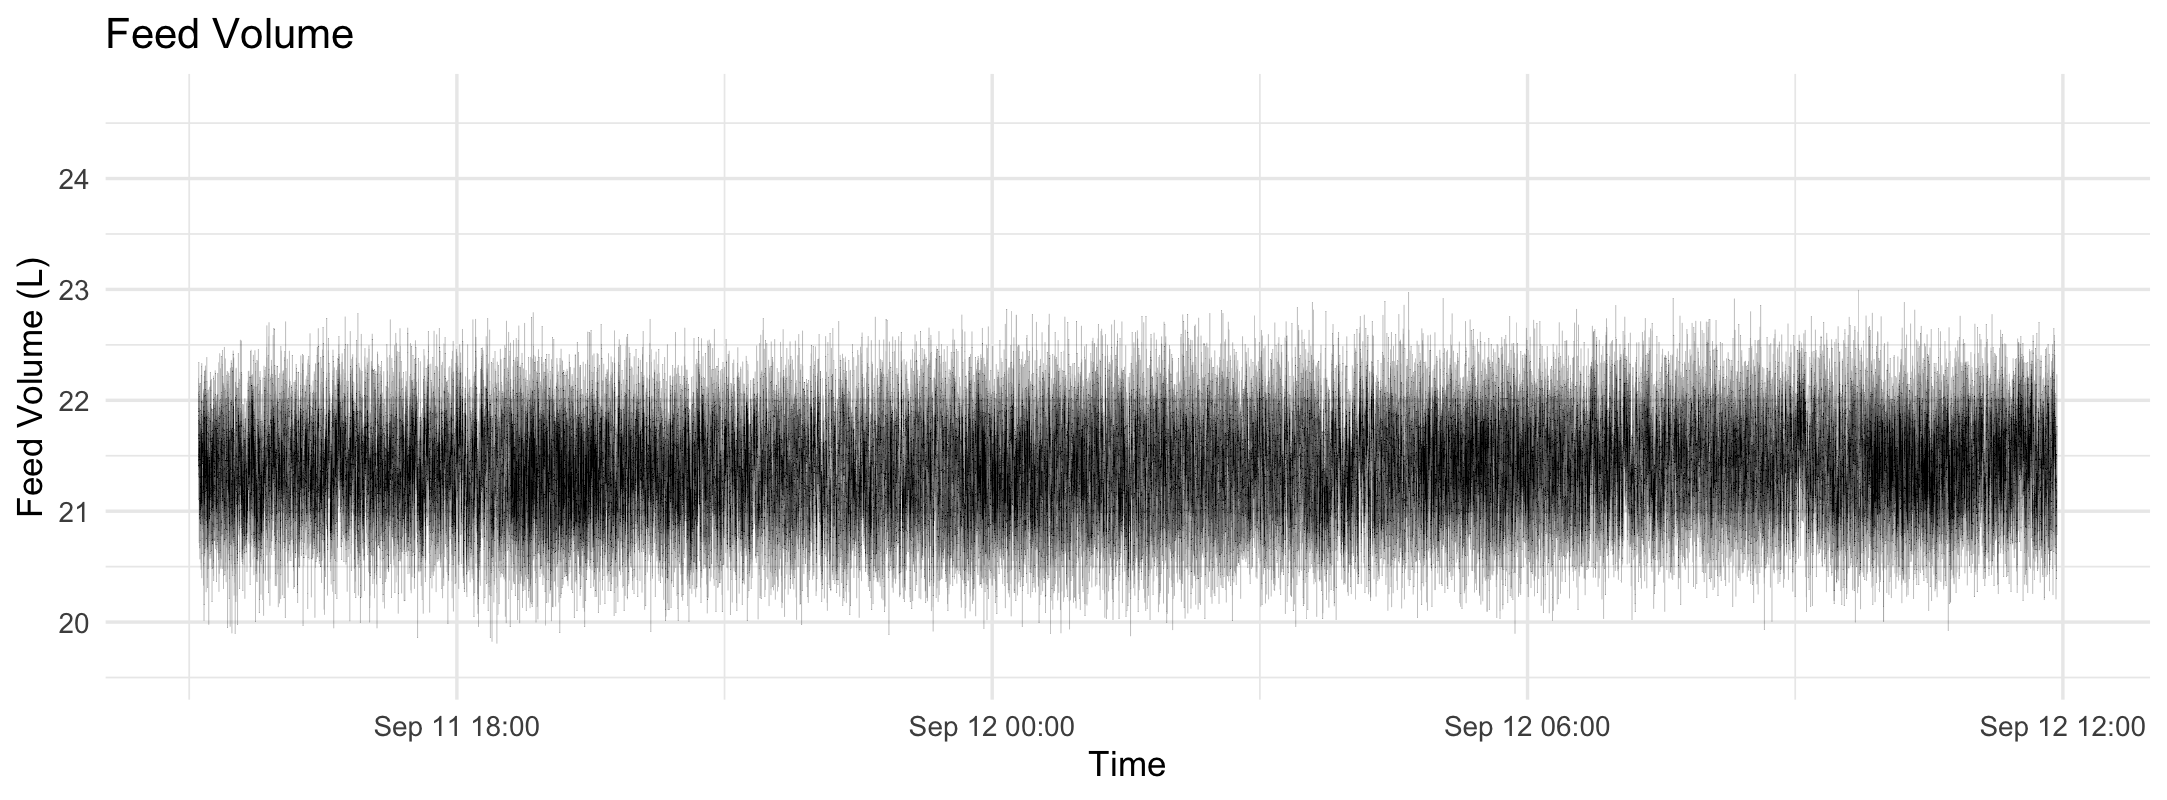 Feed Volume
Feed Volume (L)
24
23
22
21
20
Sep 11 18:00
Sep 12 00:00
Sep 12 06:00
Sep 12 12:00
Time